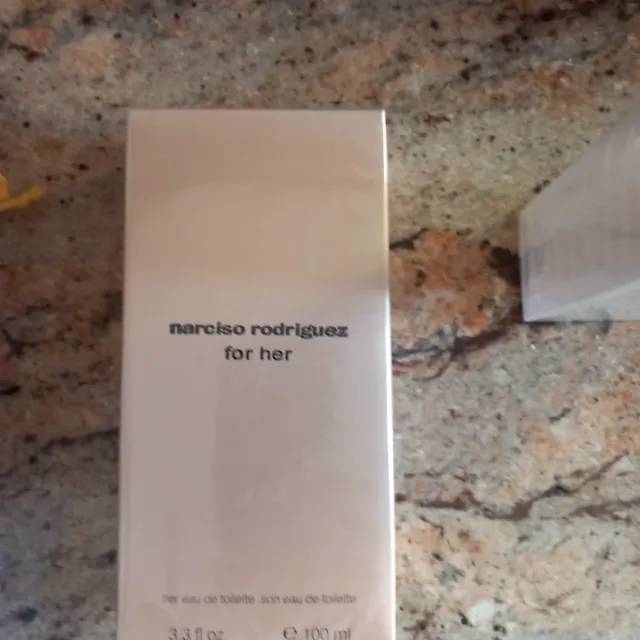 narciso rodriguez
for her
her eau de toilette .son eau de toilette
3.3 fl oz. ℮ 100 ml